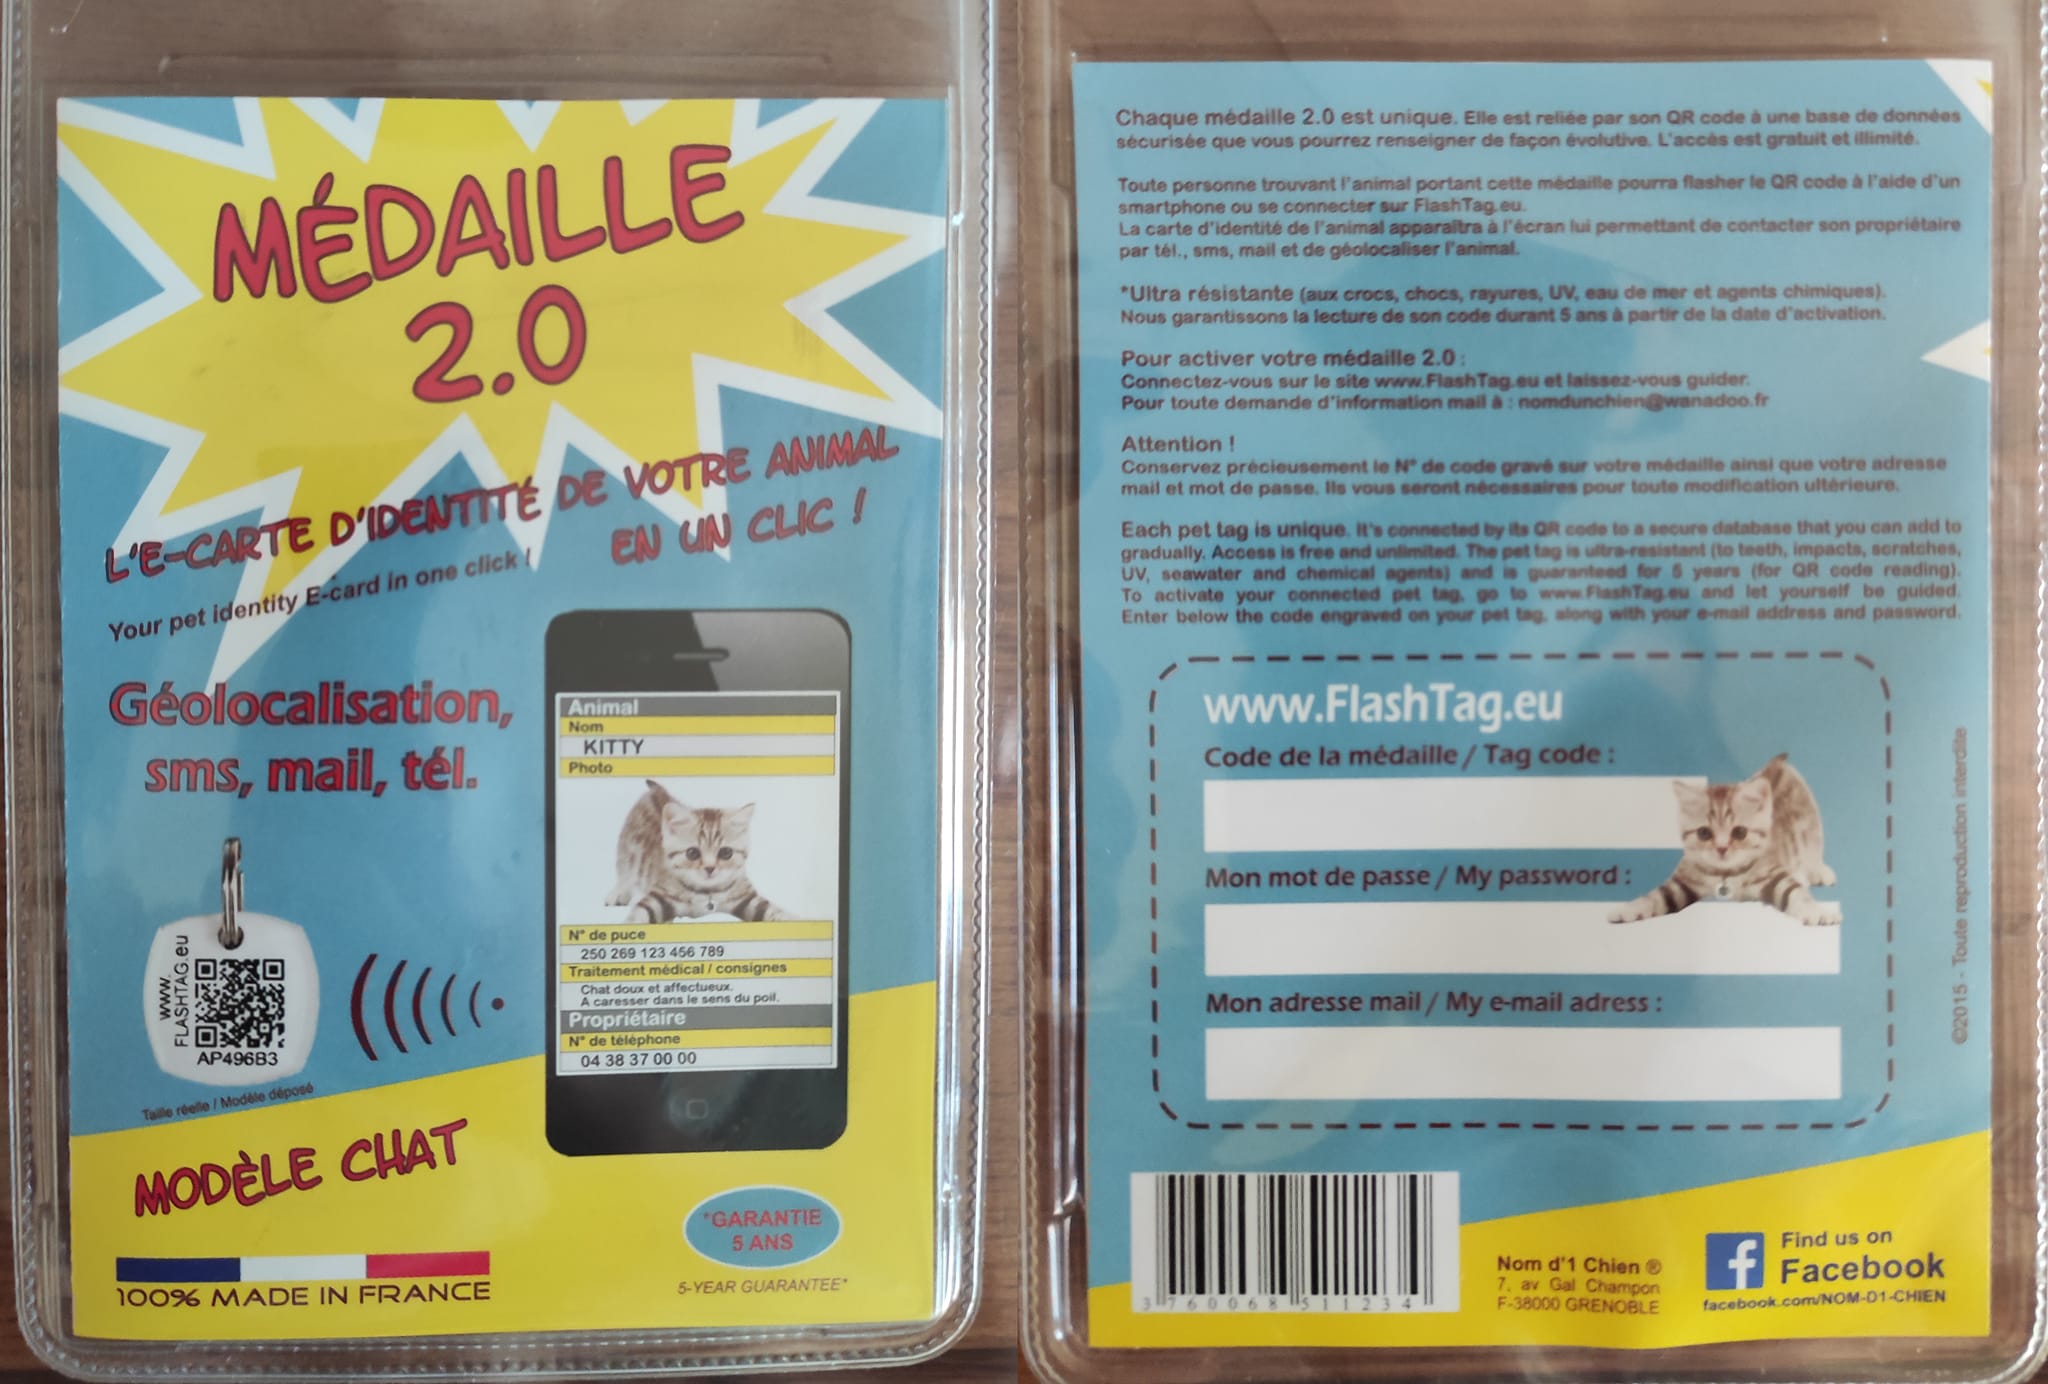 MÉDAILLE
2.0
L'E-CARTE D'IDENTITÉ DE VOTRE ANIMAL
EN UN CLIC !
Your pet identity E-card in one click !
Géolocalisation,
sms, mail, tél.
Animal
Nom
KITTY
Photo
N° de puce
250 269 123 456 789
Traitement médical / consignes
Chat doux et affectueux.
A caresser dans le sens du poil.
Propriétaire
N° de téléphone
04 38 37 00 00
www.
FLASHTAG.eu
AP496B3
Taille réelle / Modèle déposé
MODÈLE CHAT
100% MADE IN FRANCE
*GARANTIE
5 ANS
5-YEAR GUARANTEE*
Chaque médaille 2.0 est unique. Elle est reliée par son QR code à une base de données
sécurisée que vous pourrez renseigner de façon évolutive. L'accès est gratuit et illimité.
Toute personne trouvant l'animal portant cette médaille pourra flasher le QR code à l'aide d'un
smartphone ou se connecter sur FlashTag.eu.
La carte d'identité de l'animal apparaîtra à l'écran lui permettant de contacter son propriétaire
par tél., sms, mail et de géolocaliser l'animal.
*Ultra résistante (aux crocs, chocs, rayures, UV, eau de mer et agents chimiques).
Nous garantissons la lecture de son code durant 5 ans à partir de la date d'activation.
Pour activer votre médaille 2.0 :
Connectez-vous sur le site www.FlashTag.eu et laissez-vous guider.
Pour toute demande d'information mail à : nomdunchien@wanadoo.fr
Attention !
Conservez précieusement le N° de code gravé sur votre médaille ainsi que votre adresse
mail et mot de passe. Ils vous seront nécessaires pour toute modification ultérieure.
Each pet tag is unique. It's connected by its QR code to a secure database that you can add to
gradually. Access is free and unlimited. The pet tag is ultra-resistant (to teeth, impacts, scratches,
UV, seawater and chemical agents) and is guaranteed for 5 years (for QR code reading).
To activate your connected pet tag, go to www.FlashTag.eu and let yourself be guided.
Enter below the code engraved on your pet tag, along with your e-mail address and password.
www.FlashTag.eu
Code de la médaille / Tag code :
Mon mot de passe / My password :
Mon adresse mail / My e-mail adress :
©2015 - Toute reproduction interdite
3 760068 511234
Nom d'1 Chien ®
7, av Gal Champon
F-38000 GRENOBLE
Find us on
Facebook
facebook.com/NOM-D1-CHIEN